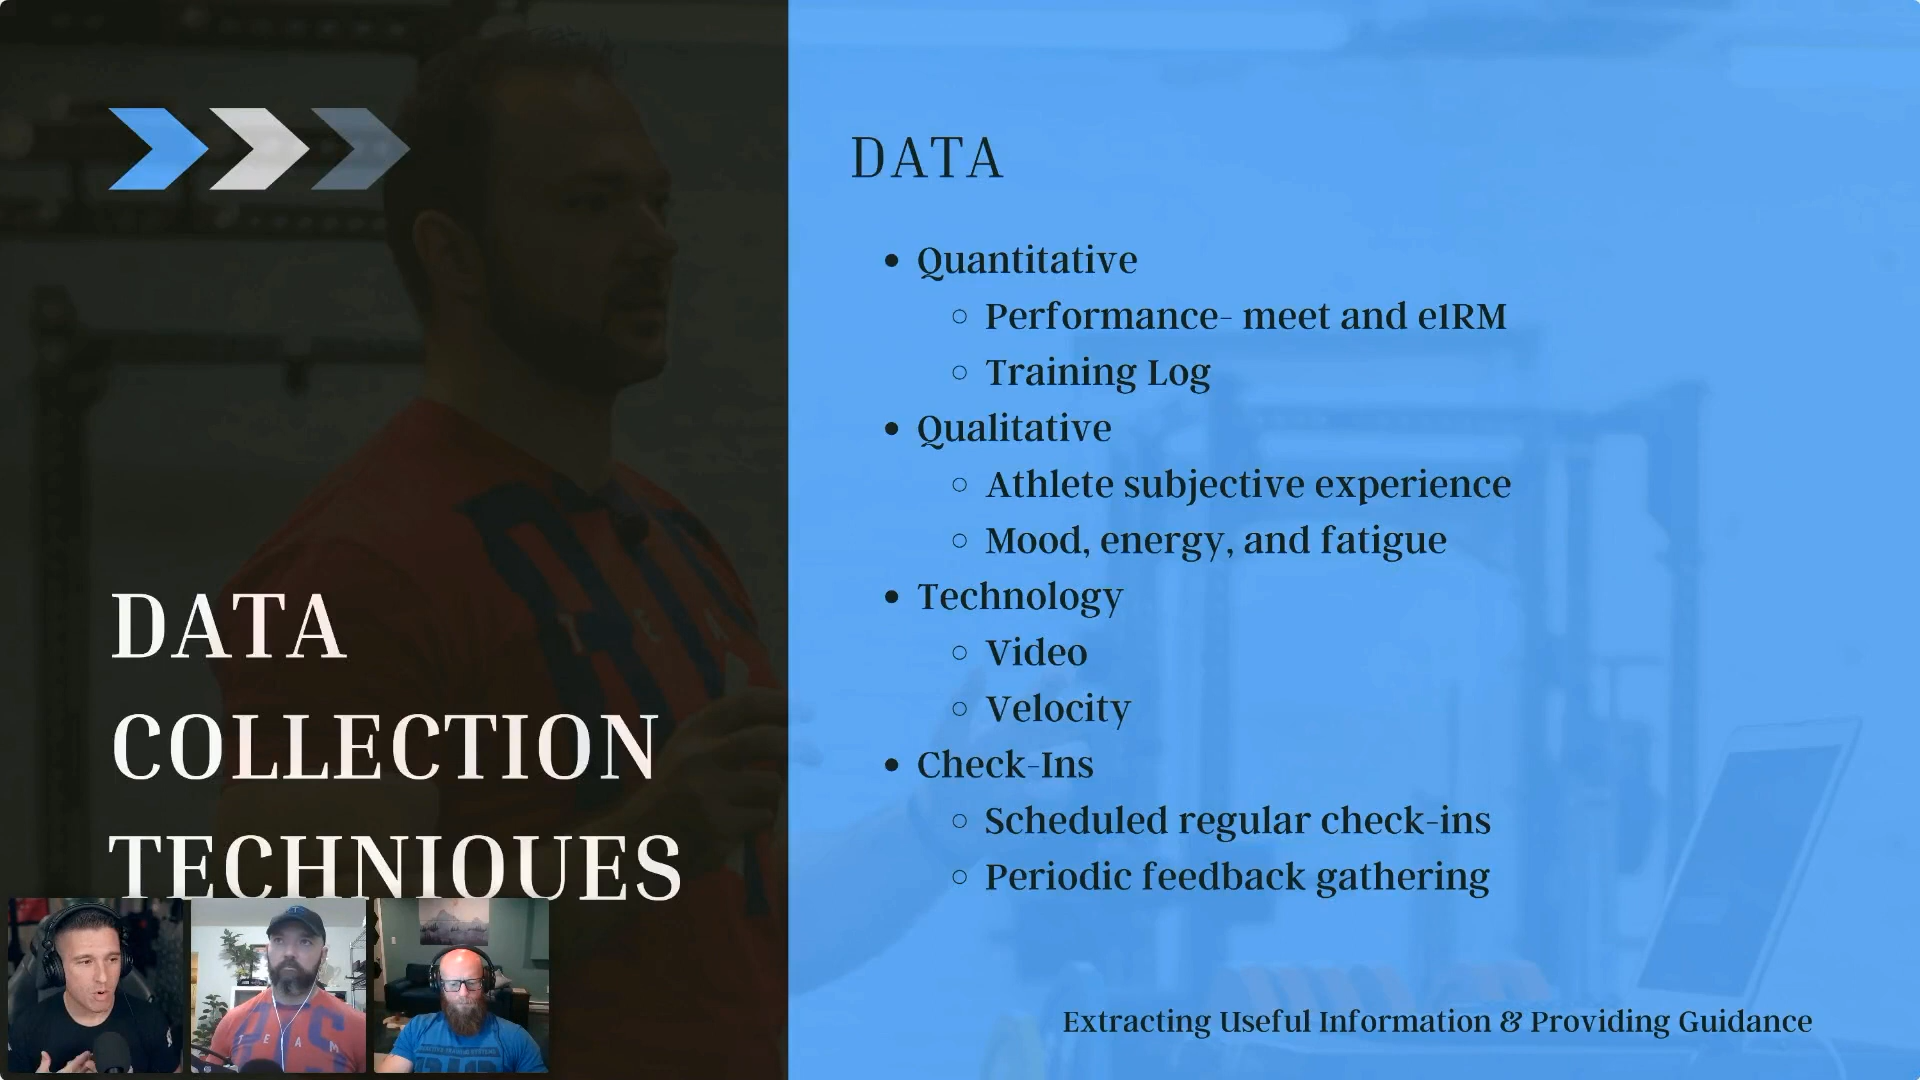 DATA
COLLECTION
TECHNIQUES
DATA
Quantitative
Performance- meet and e1RM
Training Log
Qualitative
Athlete subjective experience
Mood, energy, and fatigue
Technology
Video
Velocity
Check-Ins
Scheduled regular check-ins
Periodic feedback gathering
Extracting Useful Information & Providing Guidance
TEAM